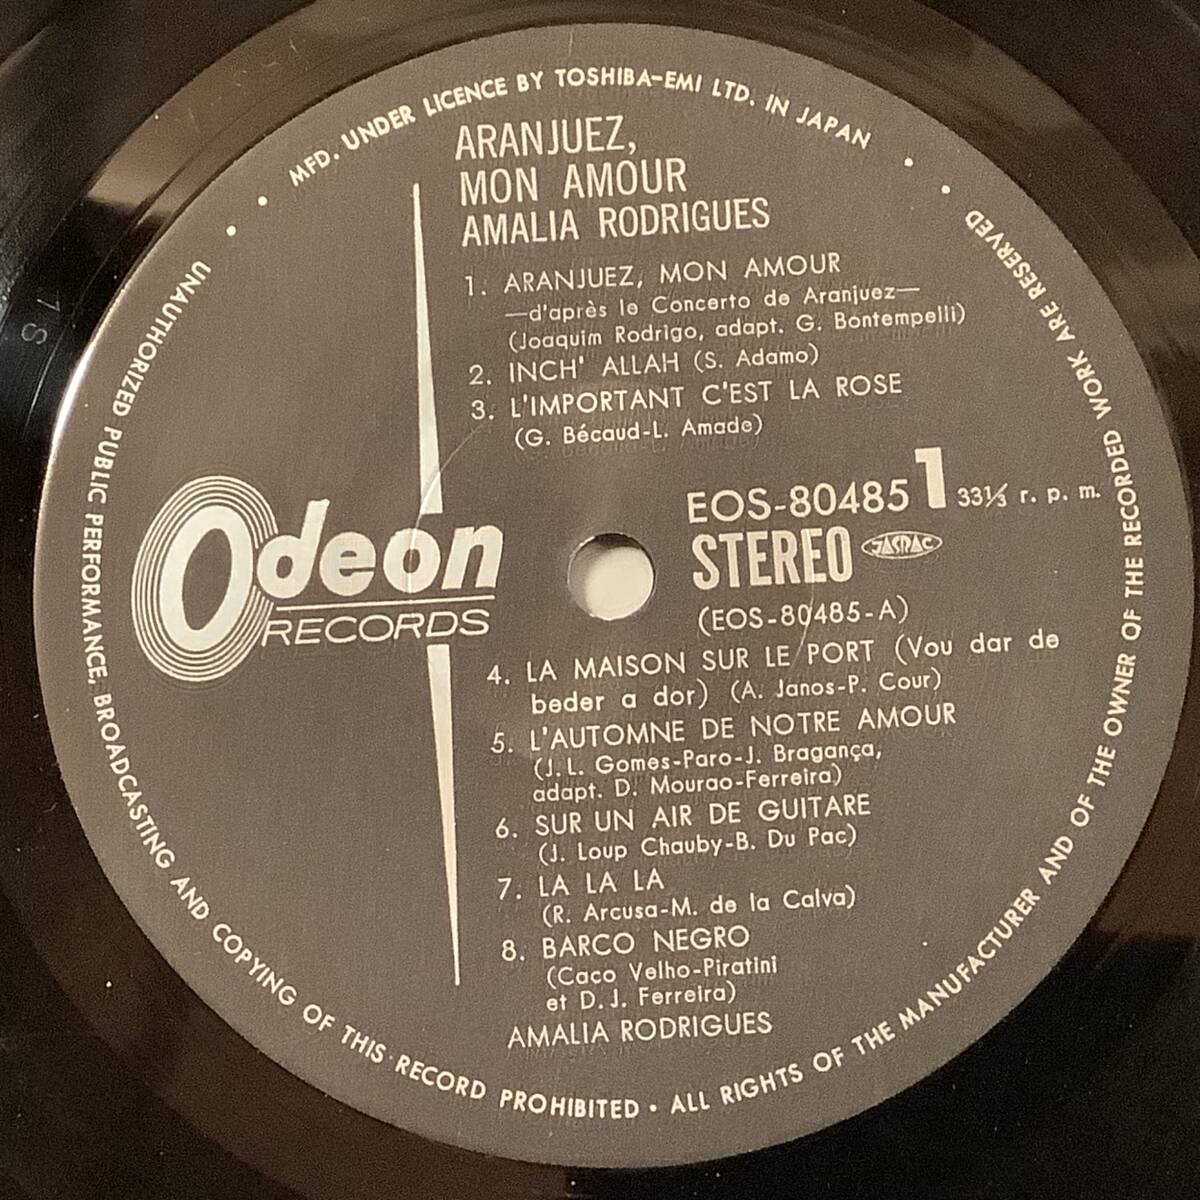 MFD. UNDER LICENCE BY TOSHIBA-EMI LTD. IN JAPAN
ARANJUEZ,
MON AMOUR
AMALIA RODRIGUES
1. ARANJUEZ, MON AMOUR
—d'après le Concerto de Aranjuez—
(Joaquim Rodrigo, adapt. G. Bontempelli)
2. INCH' ALLAH (S. Adamo)
3. L'IMPORTANT C'EST LA ROSE
(G. Bécaud-L. Amade)
EOS-80485 1 33⅓ r. p. m.
STEREO JASRAC
(EOS-80485-A)
Odeon
RECORDS
4. LA MAISON SUR LE PORT (Vou dar de
beder a dor) (A. Janos-P. Cour)
5. L'AUTOMNE DE NOTRE AMOUR
(J.L. Gomes-Paro-J. Bragança,
adapt. D. Mourao-Ferreira)
6. SUR UN AIR DE GUITARE
(J. Loup Chauby-B. Du Pac)
7. LA LA LA
(R. Arcusa-M. de la Calva)
8. BARCO NEGRO
(Caco Velho-Piratini
et D.J. Ferreira)
AMALIA RODRIGUES
UNAUTHORIZED PUBLIC PERFORMANCE, BROADCASTING AND COPYING OF THIS RECORD PROHIBITED • ALL RIGHTS OF THE MANUFACTURER AND OF THE OWNER OF THE RECORDED WORK ARE RESERVED